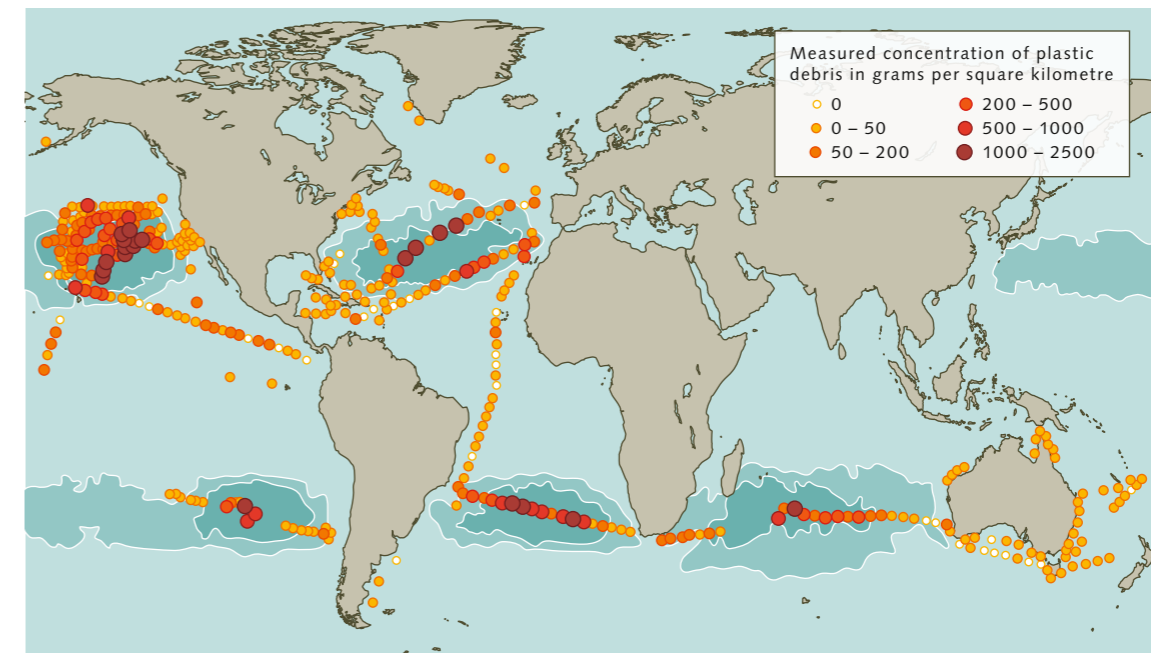 Measured concentration of plastic
debris in grams per square kilometre
0
0 – 50
50 – 200
200 – 500
500 – 1000
1000 – 2500